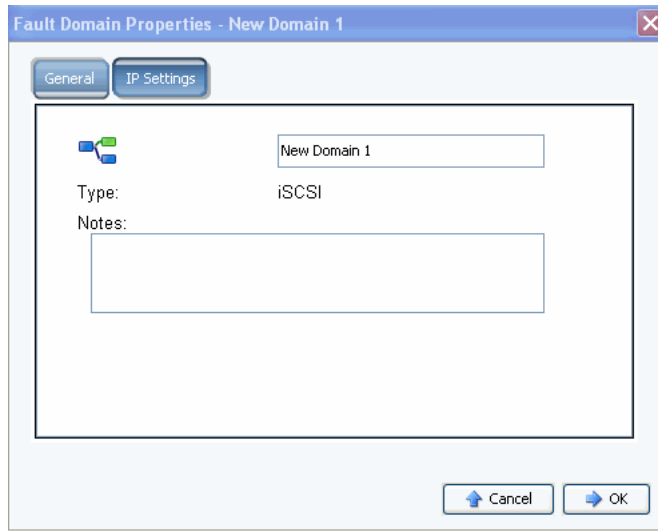 Fault Domain Properties - New Domain 1
General
IP Settings
New Domain 1
Type: iSCSI
Notes:
Cancel
OK